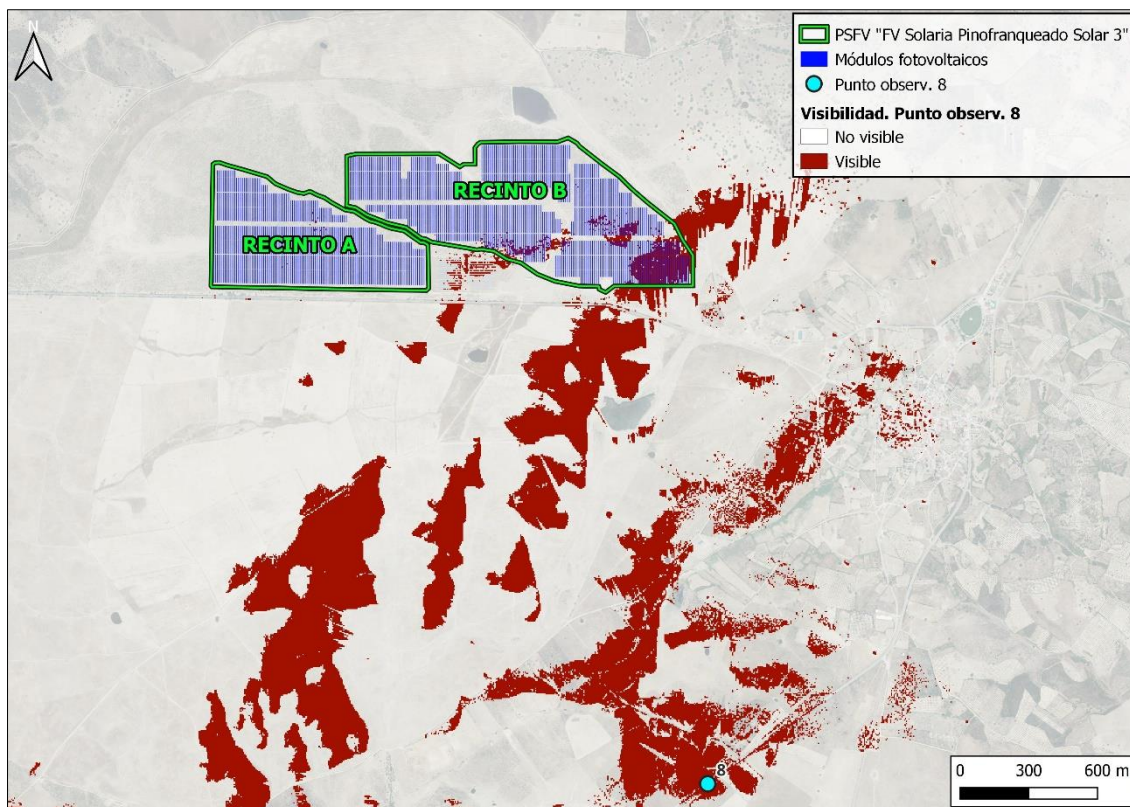 N
PSFV "FV Solaria Pinofranqueado Solar 3"
Módulos fotovoltaicos
Punto observ. 8
Visibilidad. Punto observ. 8
No visible
Visible
RECINTO B
RECINTO A
8
0 300 600 m